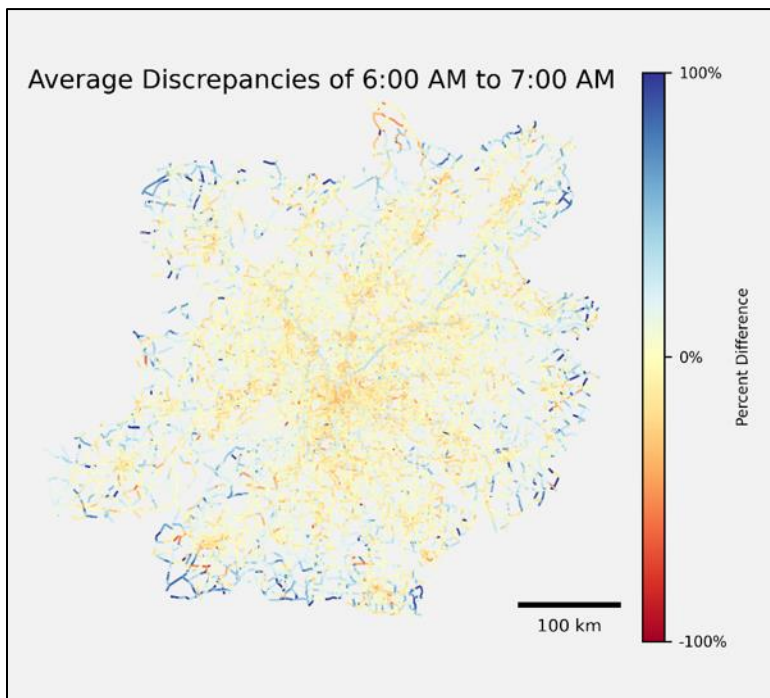 Average Discrepancies of 6:00 AM to 7:00 AM
100%
0%
-100%
Percent Difference
100 km